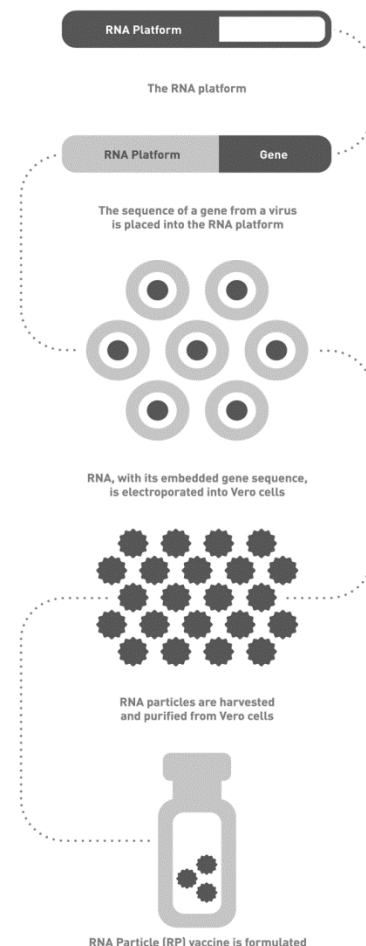 RNA Platform
The RNA platform
RNA Platform
Gene
The sequence of a gene from a virus
is placed into the RNA platform
RNA, with its embedded gene sequence,
is electroporated into Vero cells
RNA particles are harvested
and purified from Vero cells
RNA Particle (RP) vaccine is formulated